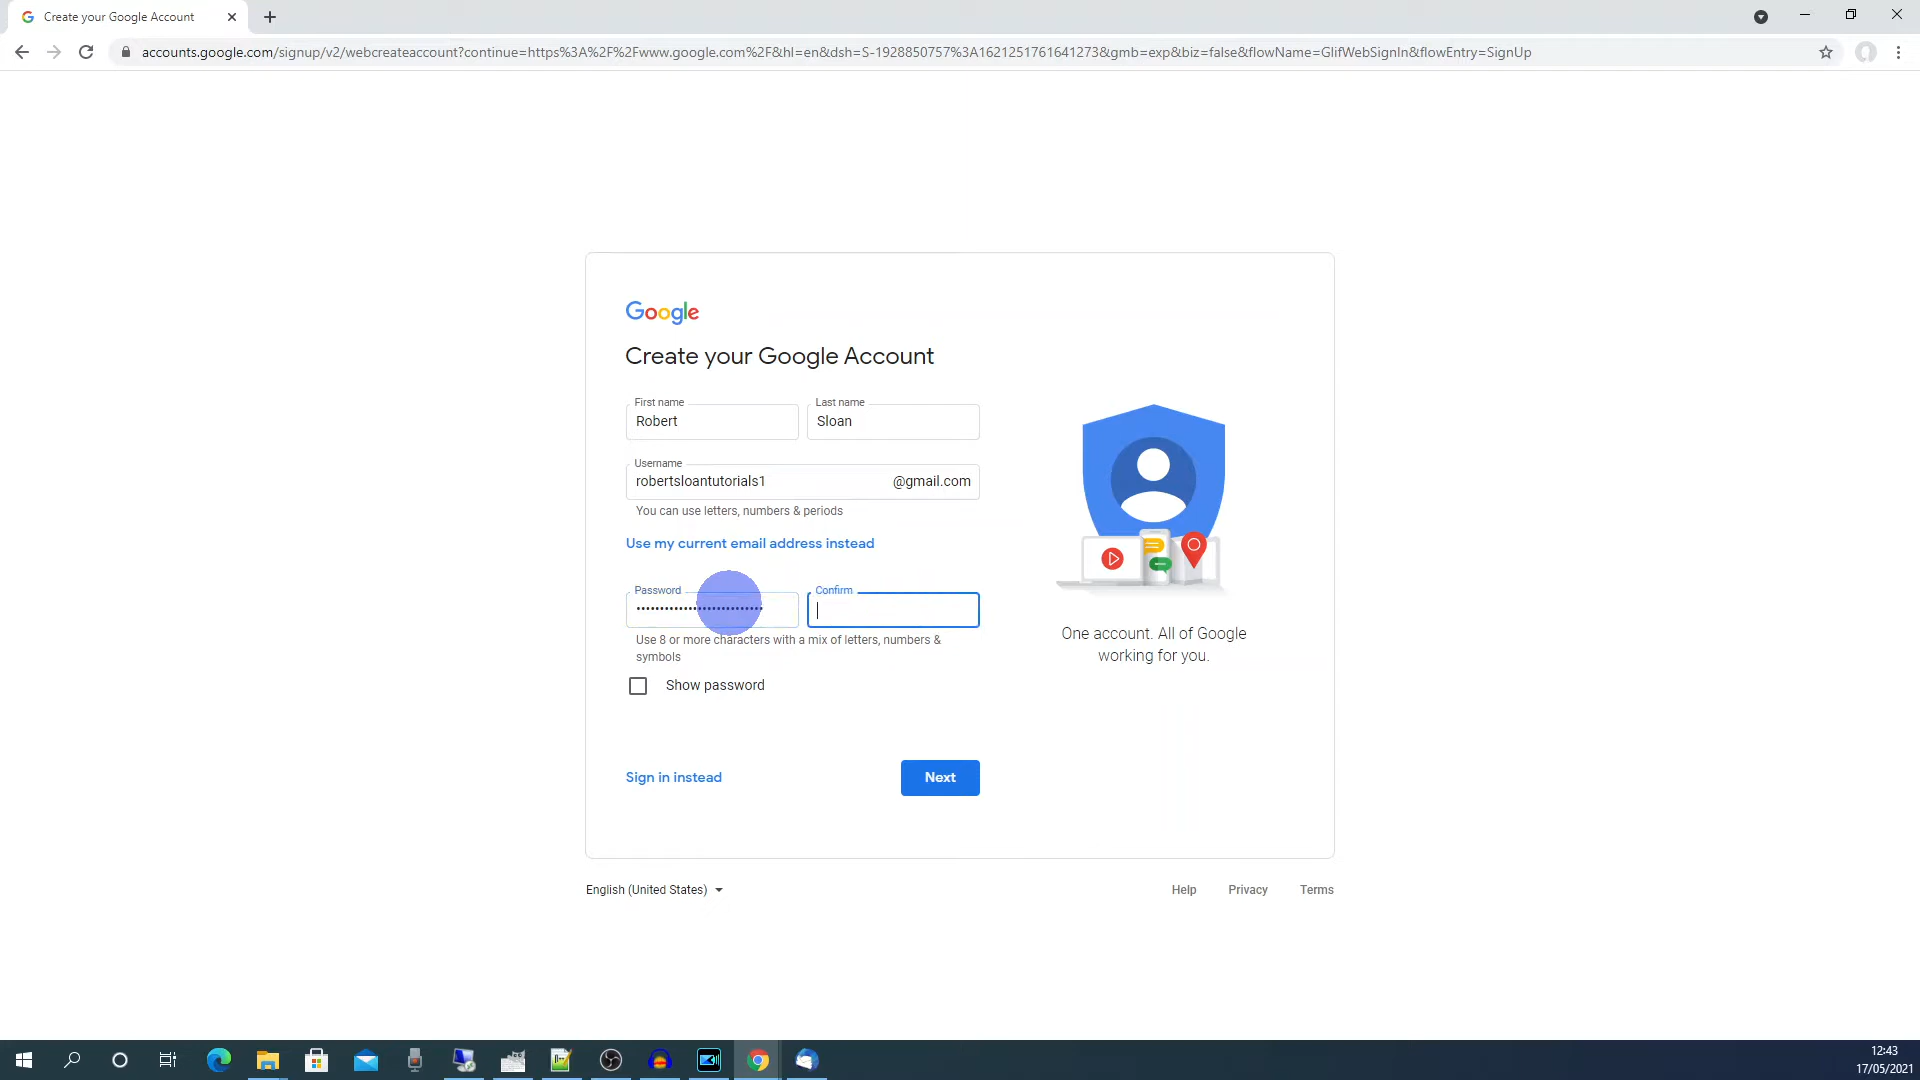 Create your Google Account
accounts.google.com/signup/v2/webcreateaccount?continue=https%3A%2F%2Fwww.google.com%2F&hl=en&dsh=S-1928850757%3A1621251761641273&gmb=exp&biz=false&flowName=GlifWebSignIn&flowEntry=SignUp
Google
Create your Google Account
First name
Robert
Last name
Sloan
Username
robertsloantutorials1
@gmail.com
You can use letters, numbers & periods
Use my current email address instead
Password
Confirm
Use 8 or more characters with a mix of letters, numbers &
symbols
Show password
Sign in instead
Next
One account. All of Google
working for you.
English (United States)
Help
Privacy
Terms
12:43
17/05/2021